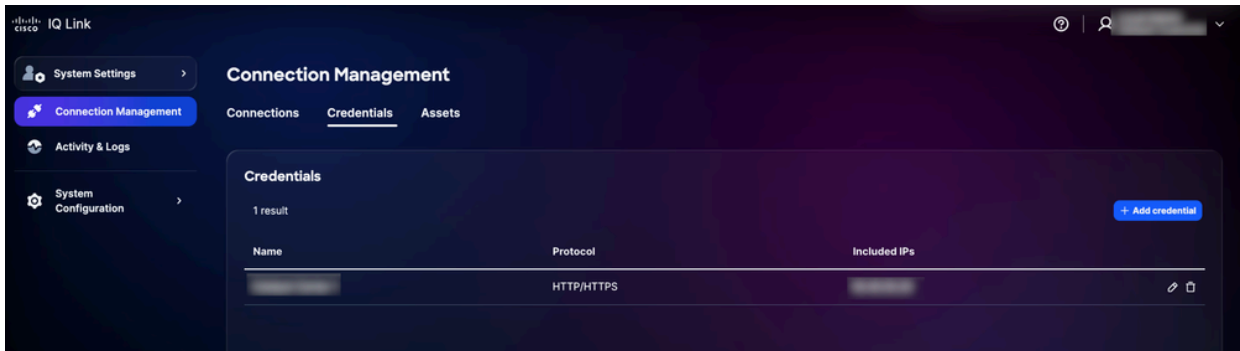 cisco IQ Link
System Settings
Connection Management
Activity & Logs
System
Configuration
Connection Management
Connections Credentials Assets
Credentials
1 result
+ Add credential
Name Protocol Included IPs
HTTP/HTTPS